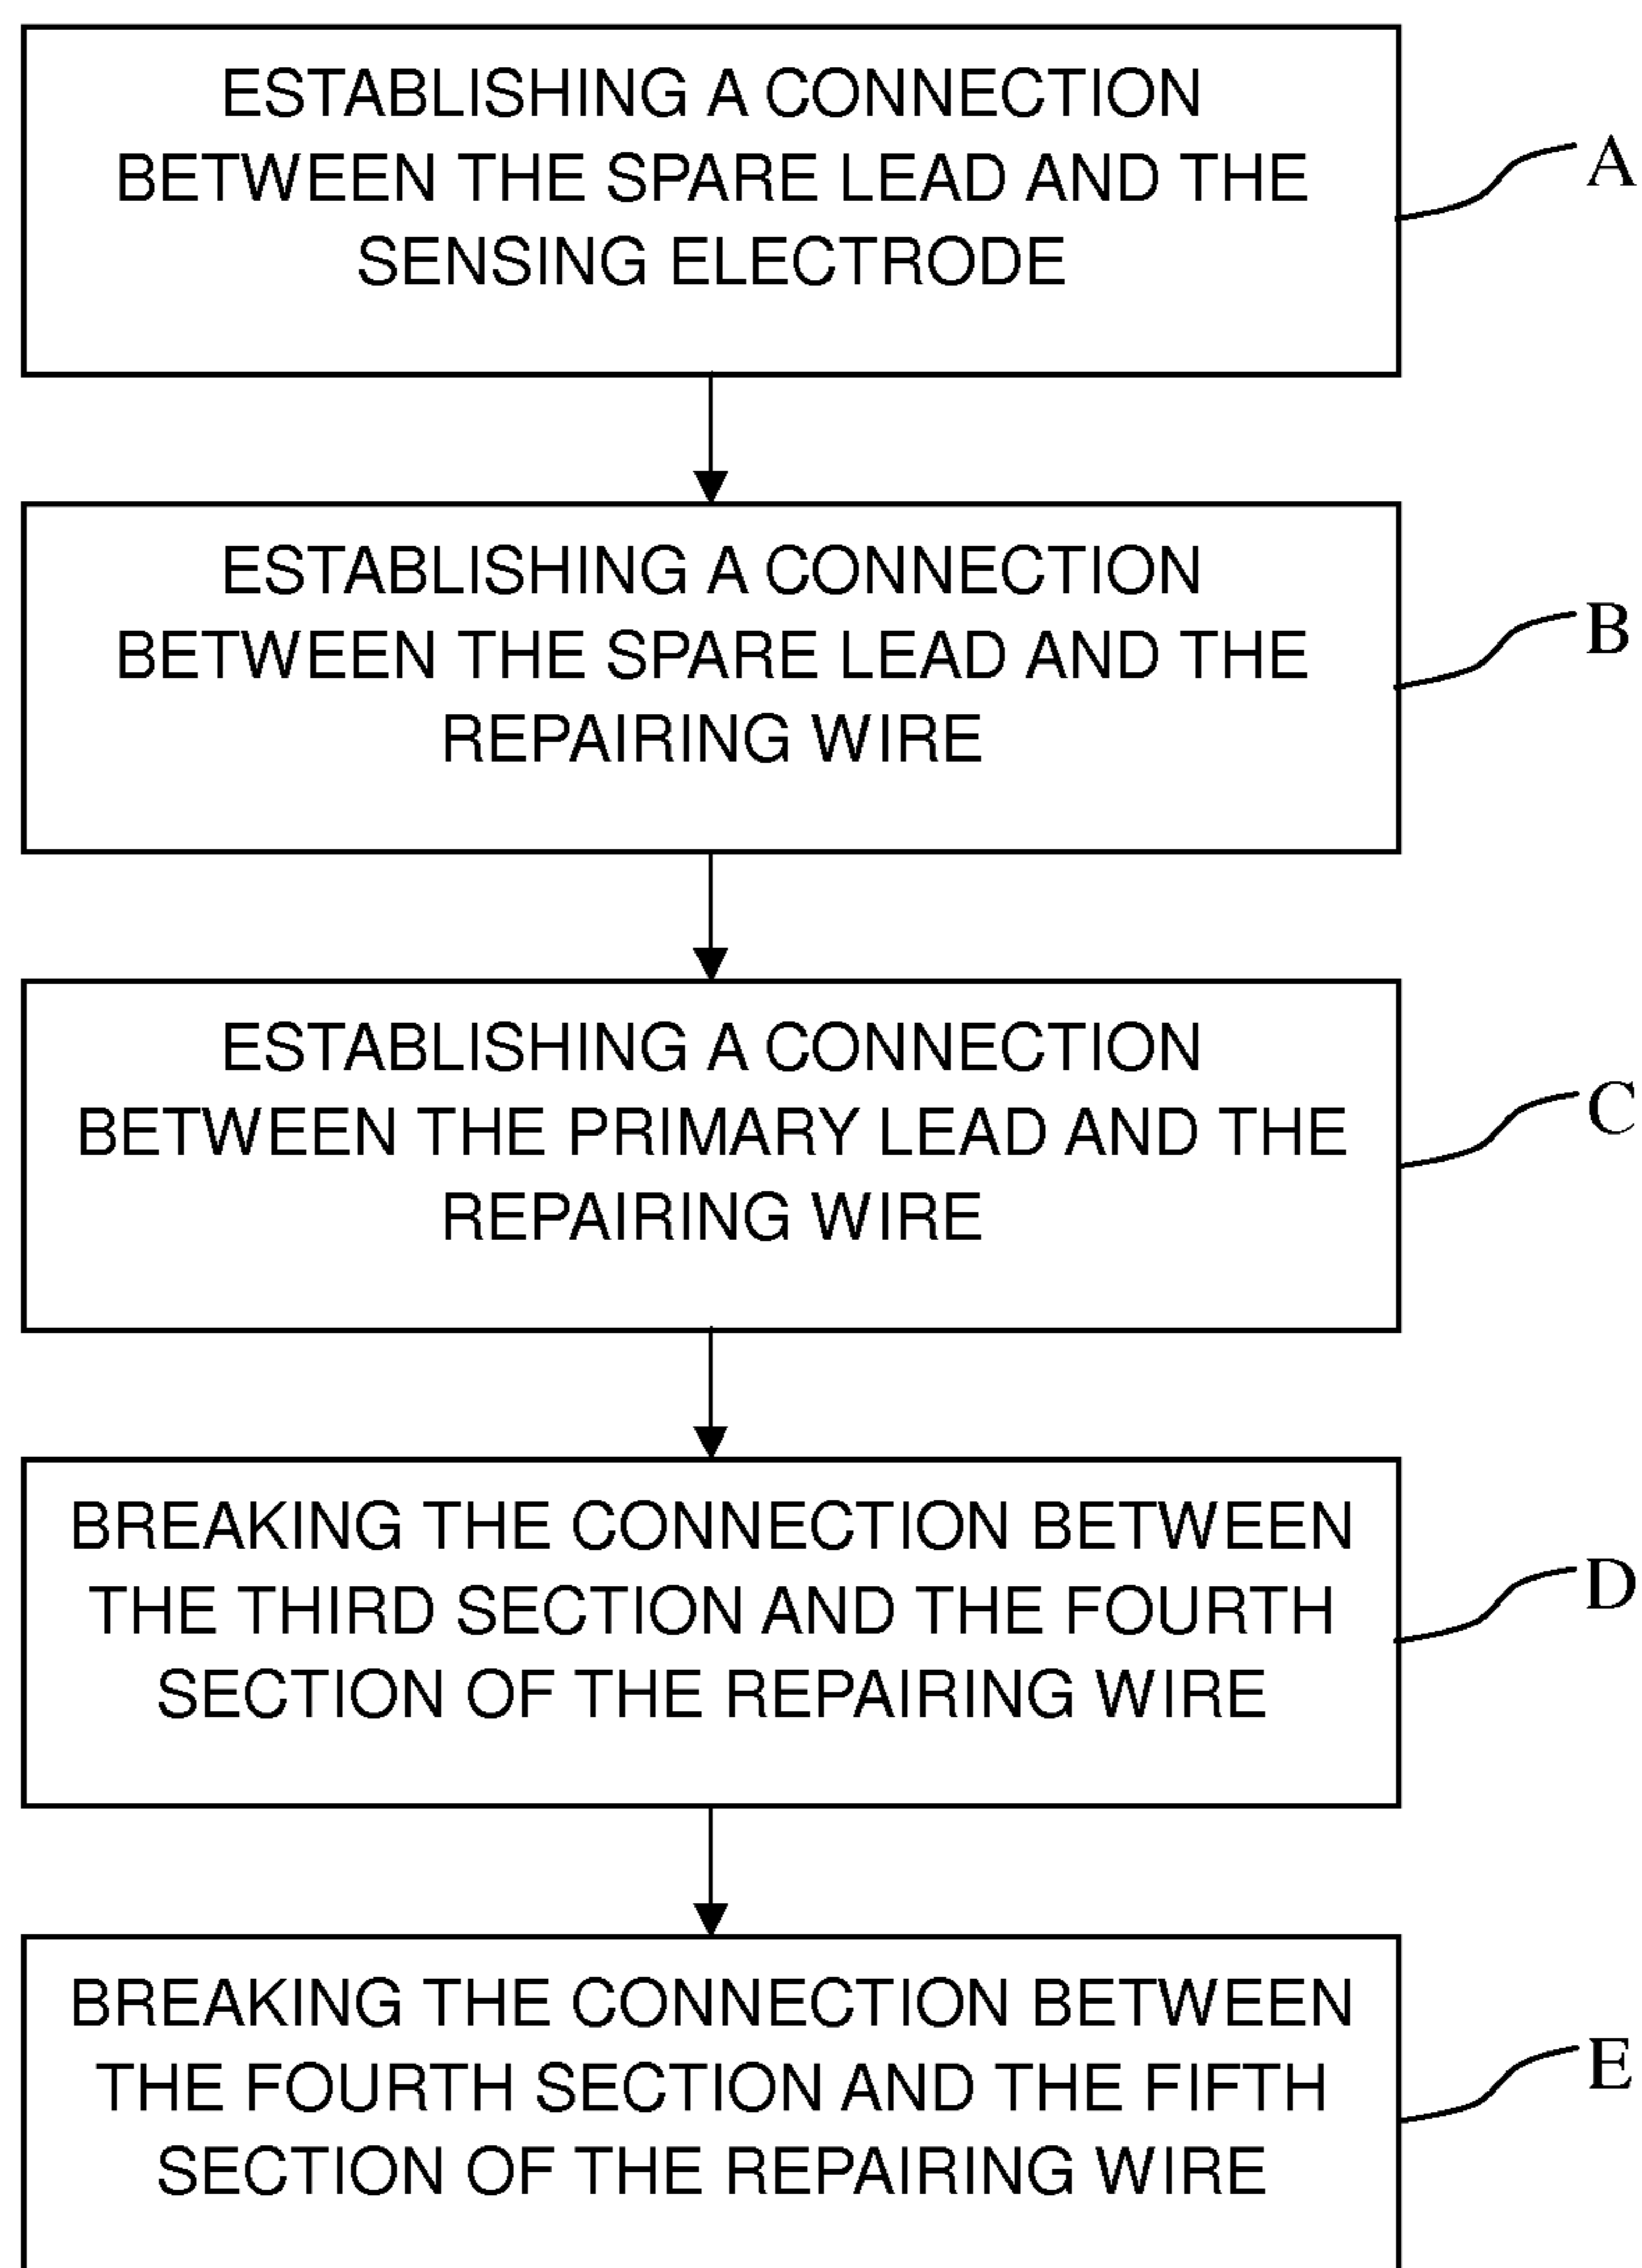 ESTABLISHING A CONNECTION
BETWEEN THE SPARE LEAD AND THE
SENSING ELECTRODE
A
ESTABLISHING A CONNECTION
BETWEEN THE SPARE LEAD AND THE
REPAIRING WIRE
B
ESTABLISHING A CONNECTION
BETWEEN THE PRIMARY LEAD AND THE
REPAIRING WIRE
C
BREAKING THE CONNECTION BETWEEN
THE THIRD SECTION AND THE FOURTH
SECTION OF THE REPAIRING WIRE
D
BREAKING THE CONNECTION BETWEEN
THE FOURTH SECTION AND THE FIFTH
SECTION OF THE REPAIRING WIRE
E